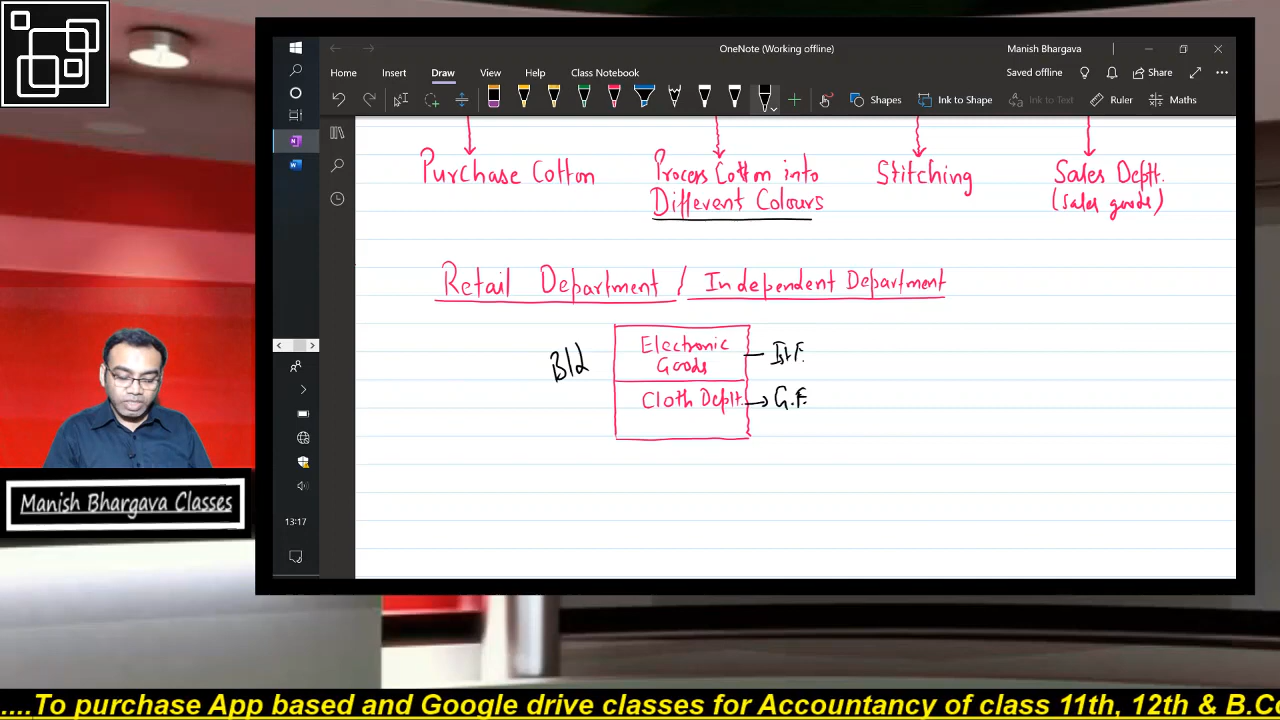 OneNote (Working offline)
Manish Bhargava
Home
Insert
Draw
View
Help
Class Notebook
Saved offline
Share
Shapes
Ink to Shape
Ink to Text
Ruler
Maths
Purchase Cotton
Process Cotton into
Different Colours
Stitching
Sales Deptt.
(sales goods)
Retail Department / Independent Department
Bld
Electronic
Goods
Ist F.
Cloth Deptt.
G.F.
13:17
Manish Bhargava Classes
....To purchase App based and Google drive classes for Accountancy of class 11th, 12th & B.Co